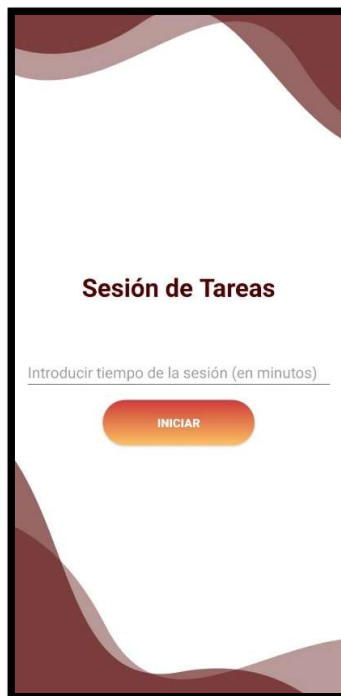 Sesión de Tareas
Introducir tiempo de la sesión (en minutos)
INICIAR